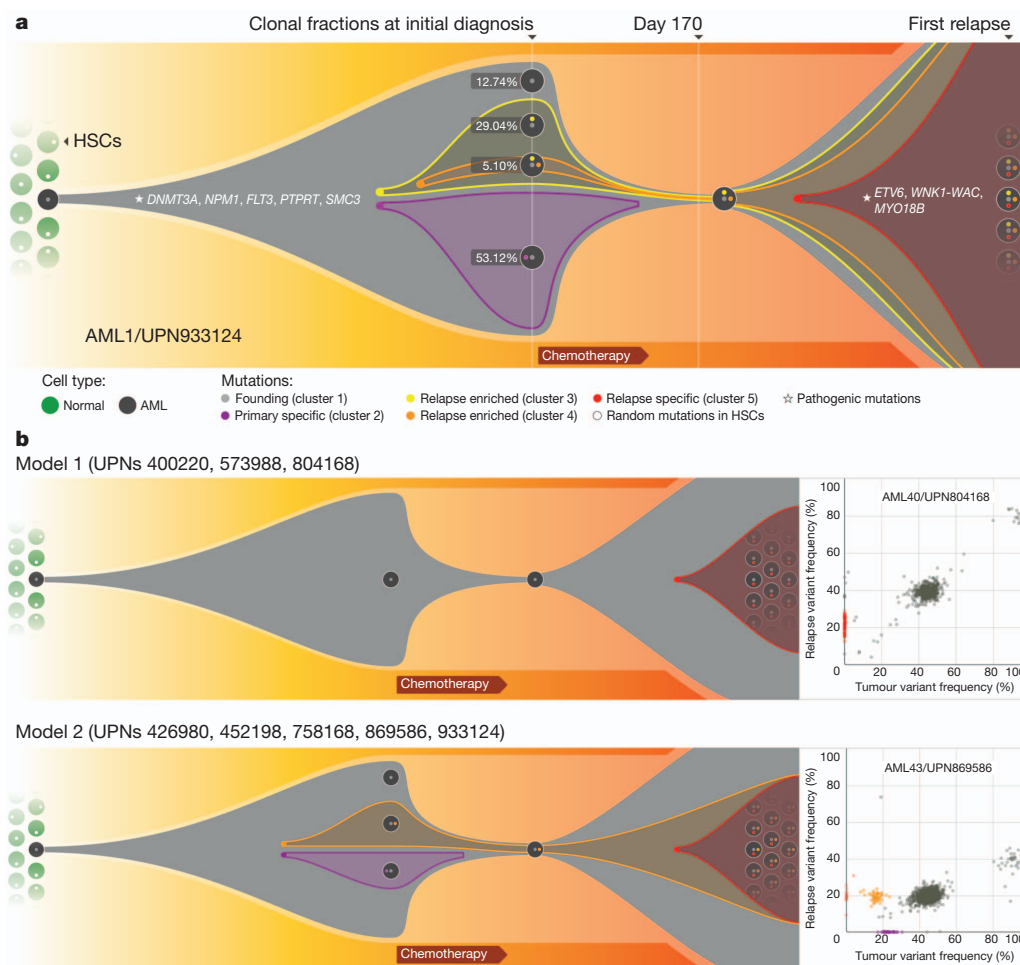 a
Clonal fractions at initial diagnosis
Day 170
First relapse
12.74%
29.04%
HSCs
5.10%
DNMT3A, NPM1, FLT3, PTPRT, SMC3
ETV6, WNK1-WAC,
MYO18B
53.12%
AML1/UPN933124
Chemotherapy
Cell type:
Normal
AML
Mutations:
Founding (cluster 1)
Primary specific (cluster 2)
Relapse enriched (cluster 3)
Relapse enriched (cluster 4)
Relapse specific (cluster 5)
Random mutations in HSCs
Pathogenic mutations
b
Model 1 (UPNs 400220, 573988, 804168)
Chemotherapy
AML40/UPN804168
Relapse variant frequency (%)
100
80
60
40
20
0
20 40 60 80 100
Tumour variant frequency (%)
Model 2 (UPNs 426980, 452198, 758168, 869586, 933124)
Chemotherapy
AML43/UPN869586
Relapse variant frequency (%)
100
80
60
40
20
0
20 40 60 80 100
Tumour variant frequency (%)